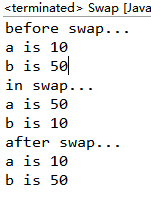 <terminated> Swap [Java
before swap...
a is 10
b is 50
in swap...
a is 50
b is 10
after swap...
a is 10
b is 50